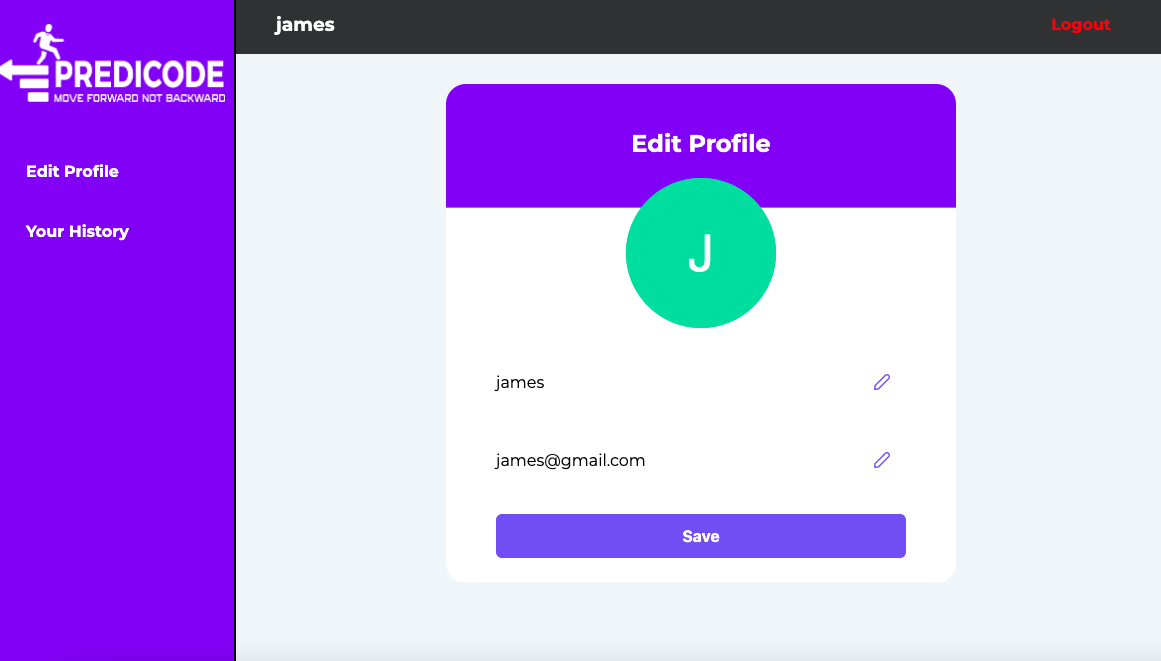 PREDICODE
MOVE FORWARD NOT BACKWARD
Edit Profile
Your History
james
Logout
Edit Profile
J
james
james@gmail.com
Save